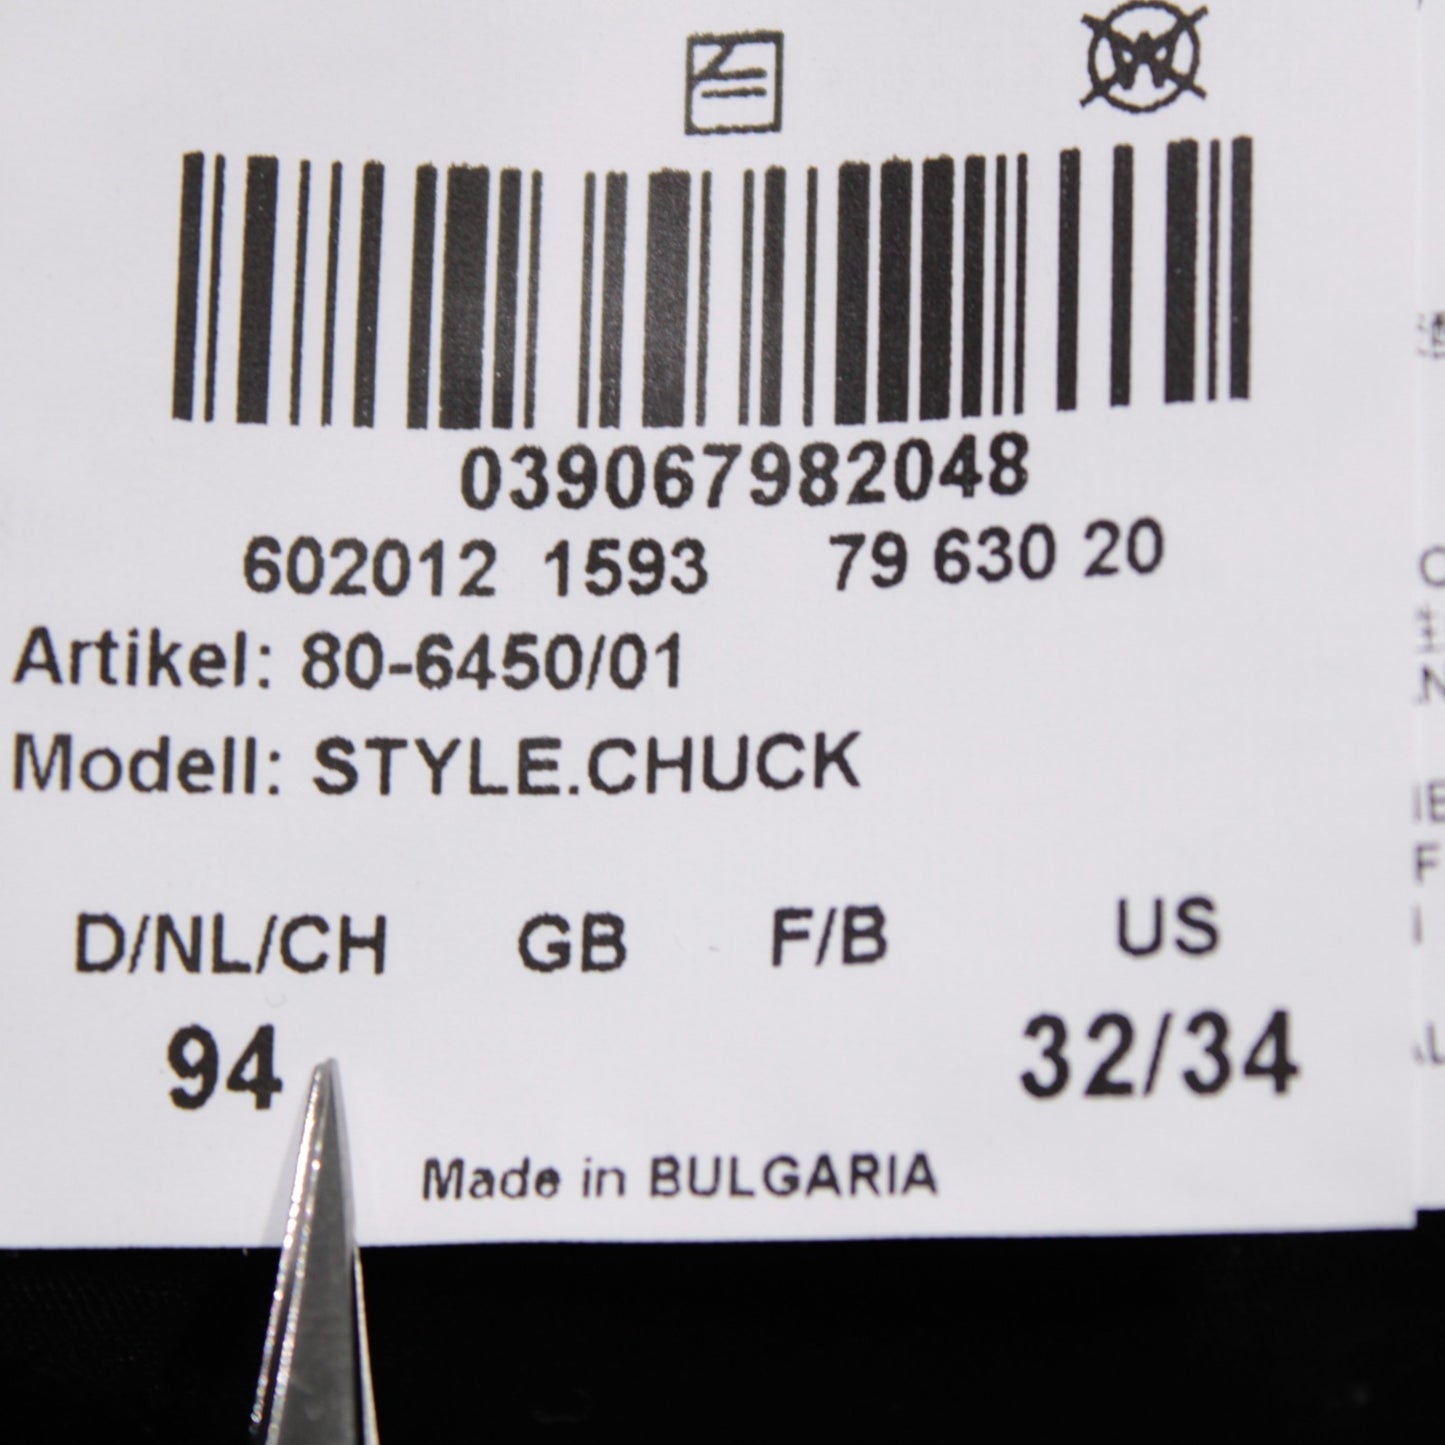 039067982048
602012 1593 79 630 20
Artikel: 80-6450/01
Modell: STYLE.CHUCK
D/NL/CH GB F/B US
94 32/34
Made in BULGARIA